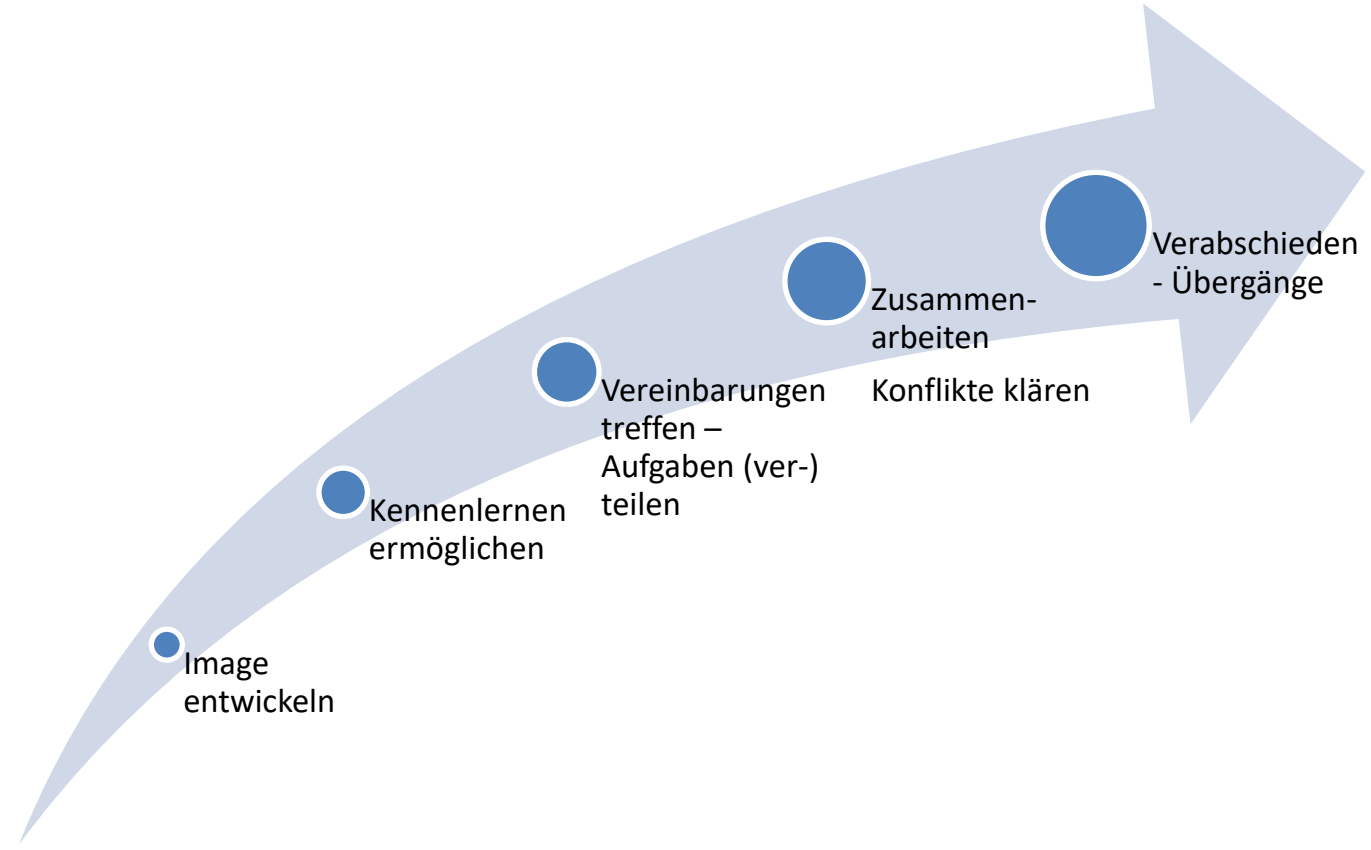 Image
entwickeln
Kennenlernen
ermöglichen
Vereinbarungen
treffen –
Aufgaben (ver-)
teilen
Zusammen-
arbeiten
Konflikte klären
Verabschieden
- Übergänge